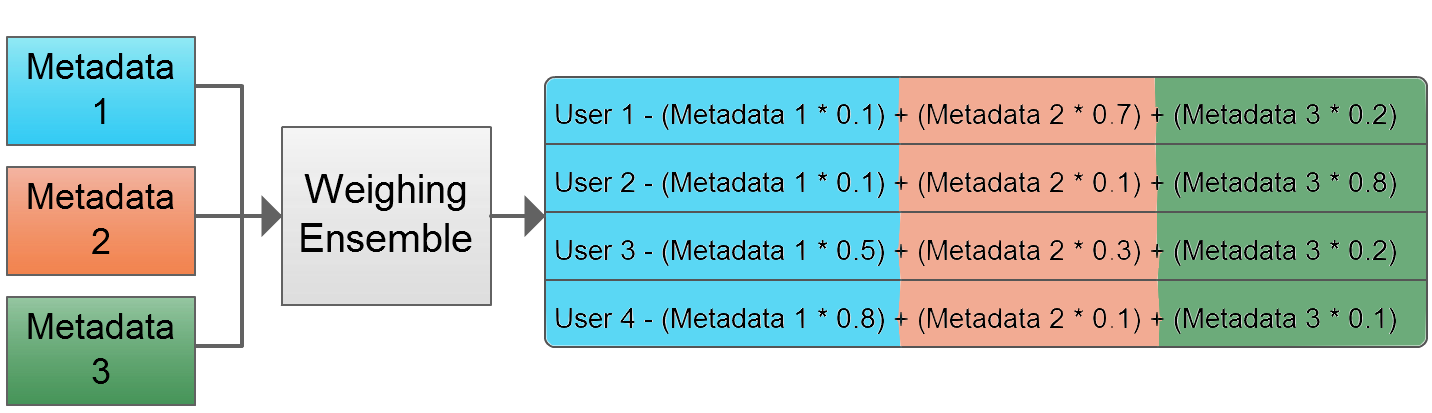 Metadata
1
Metadata
2
Metadata
3
Weighing
Ensemble
User 1 - (Metadata 1 * 0.1) + (Metadata 2 * 0.7) + (Metadata 3 * 0.2)
User 2 - (Metadata 1 * 0.1) + (Metadata 2 * 0.1) + (Metadata 3 * 0.8)
User 3 - (Metadata 1 * 0.5) + (Metadata 2 * 0.3) + (Metadata 3 * 0.2)
User 4 - (Metadata 1 * 0.8) + (Metadata 2 * 0.1) + (Metadata 3 * 0.1)